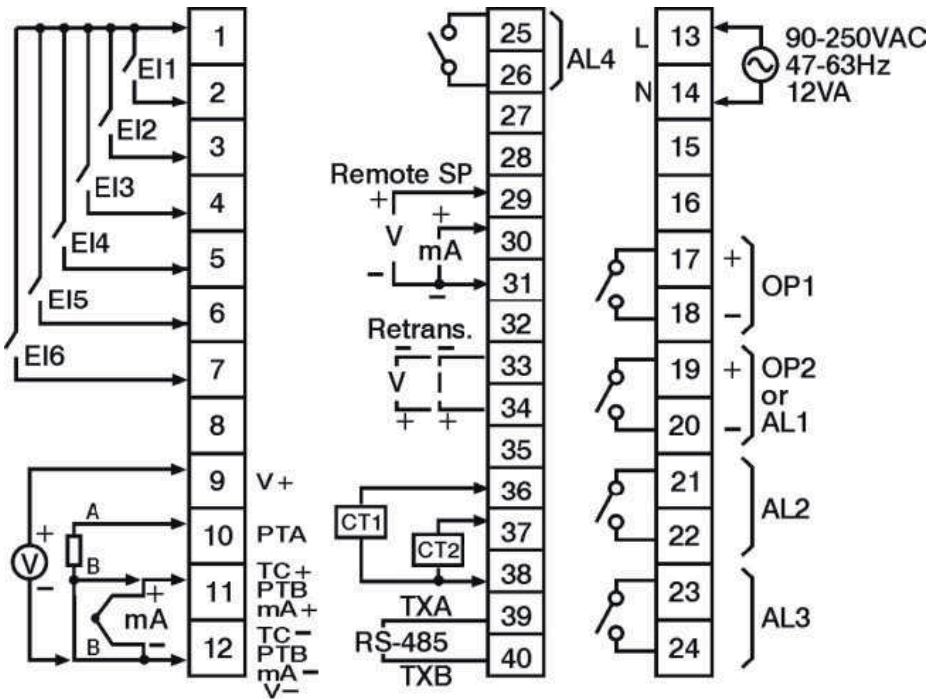 1
2
3
4
5
6
7
8
9
10
11
12
EI1
EI2
EI3
EI4
EI5
EI6
V+
PTA
TC+
PTB
mA+
TC−
PTB
mA−
V−
+
V
−
A
B
B
+
mA
−
25
26
27
28
29
30
31
32
33
34
35
36
37
38
39
40
AL4
Remote SP
+
V
−
+
mA
−
Retrans.
− −
V I
+ +
CT1
CT2
TXA
RS-485
TXB
L 13
N 14
15
16
17 +
18 −
19 +
20 −
21
22
23
24
90-250VAC
47-63Hz
12VA
OP1
OP2
or
AL1
AL2
AL3